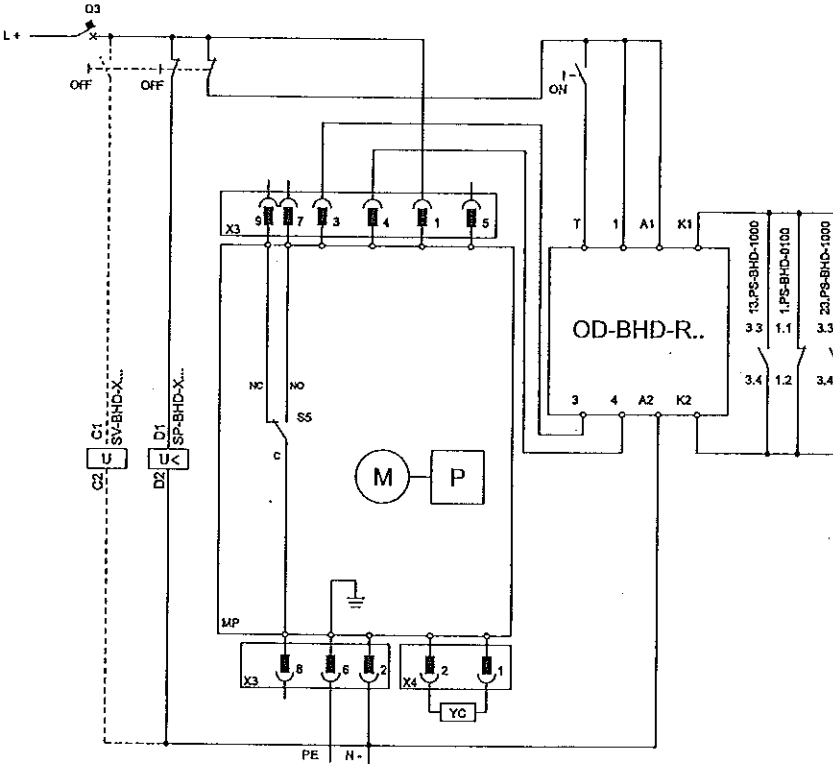 Q3
L+
OFF
OFF
ON
9 7 3 4 1 5
X3
T 1 A1 K1
13.PS-BHD-1000
1.PS-BHD-0100
23.PS-BHD-1000
OD-BHD-R..
3.3 1.1 3.3
3.4 1.2 3.4
3 4 A2 K2
NC NO
S5
C
C1
SV-BHD-X...
D1
SP-BHD-X...
U U<
C2 D2
M P
MP
8 6 2 2 1
X3 X4
YC
PE N-